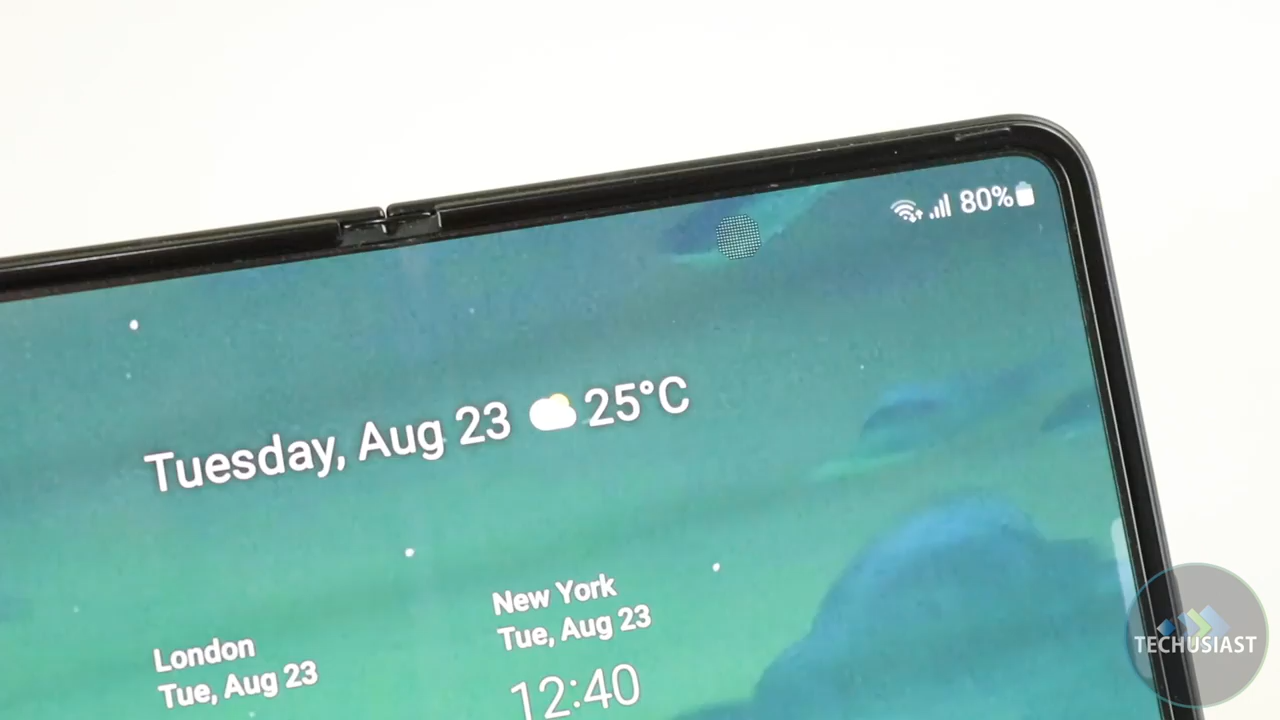 80%
Tuesday, Aug 23 25°C
London
Tue, Aug 23
New York
Tue, Aug 23
12:40
TECHUSIAST